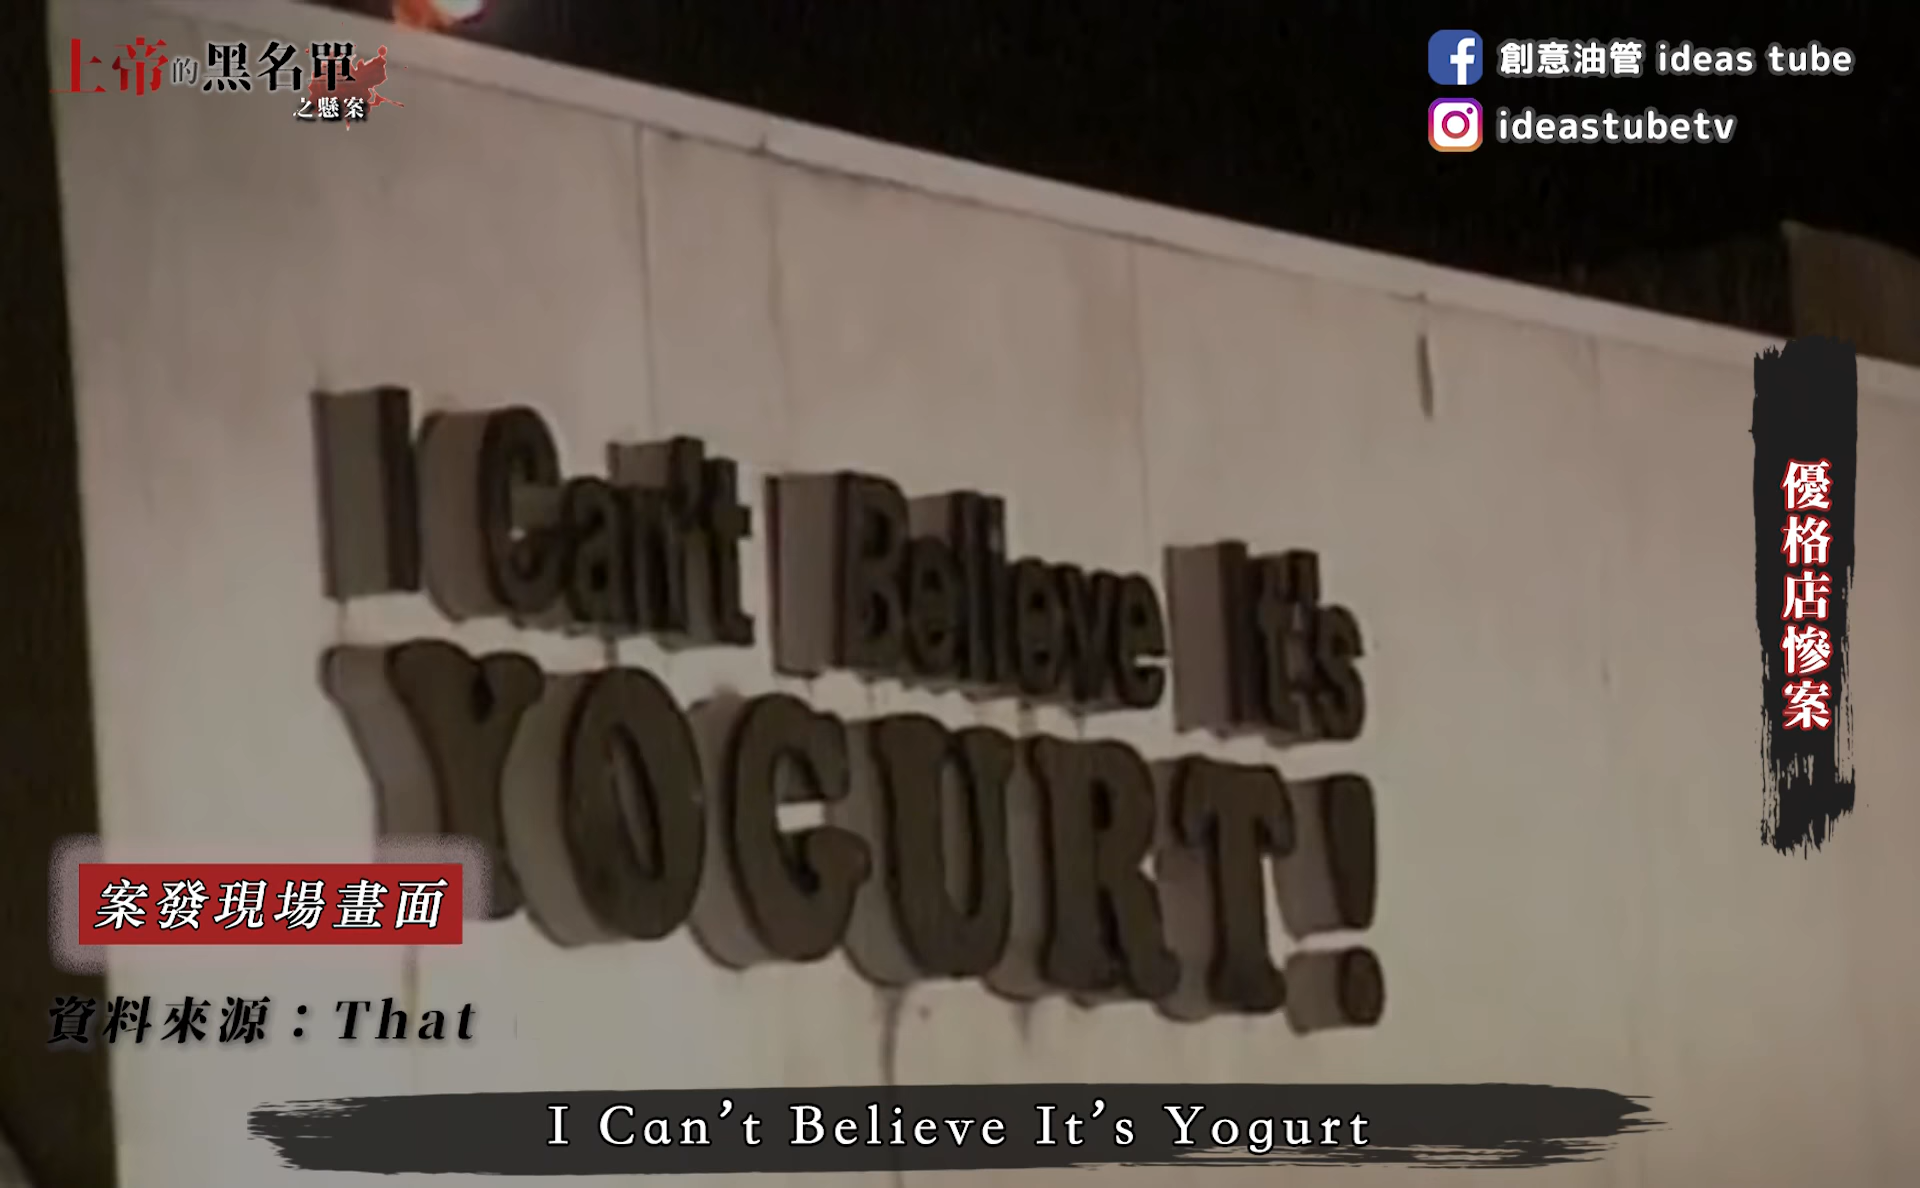 上帝的黑名單
之懸案
創意油管 ideas tube
ideastubetv
I Can't Believe It's
YOGURT!
優格店慘案
案發現場畫面
資料來源：That
I Can't Believe It's Yogurt